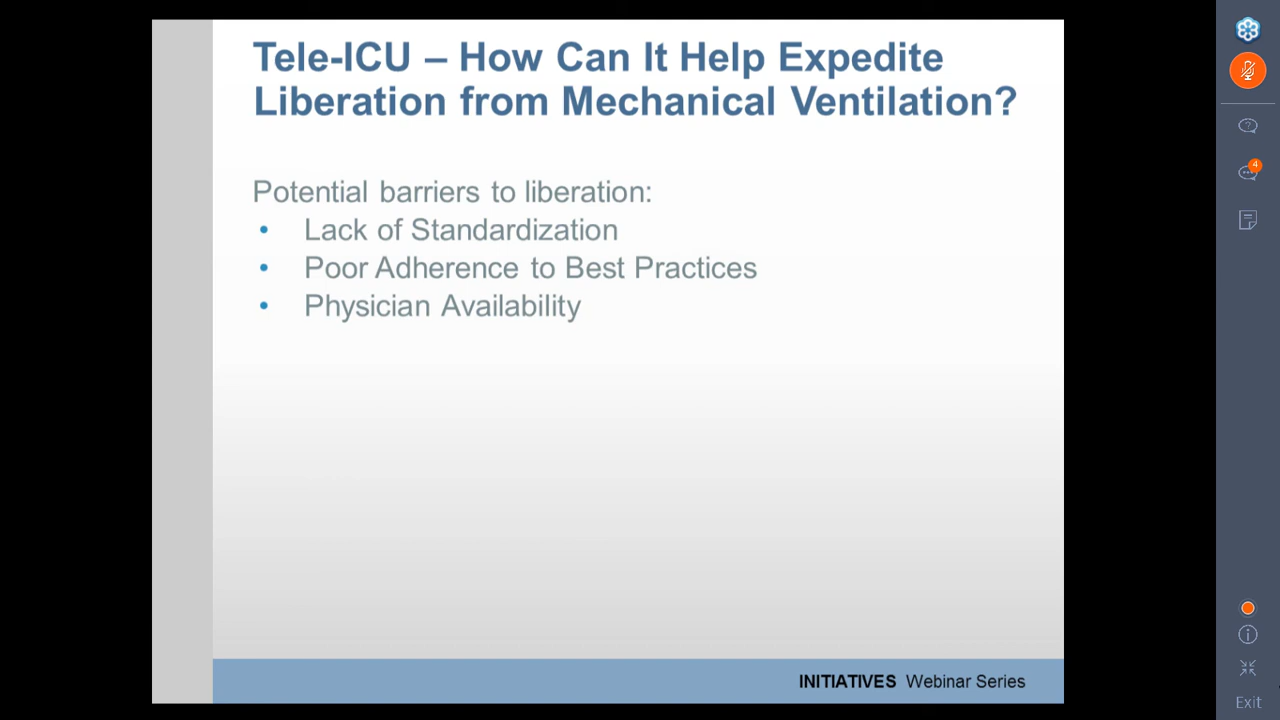 Tele-ICU – How Can It Help Expedite
Liberation from Mechanical Ventilation?
Potential barriers to liberation:
• Lack of Standardization
• Poor Adherence to Best Practices
• Physician Availability
INITIATIVES Webinar Series
?
4
Exit